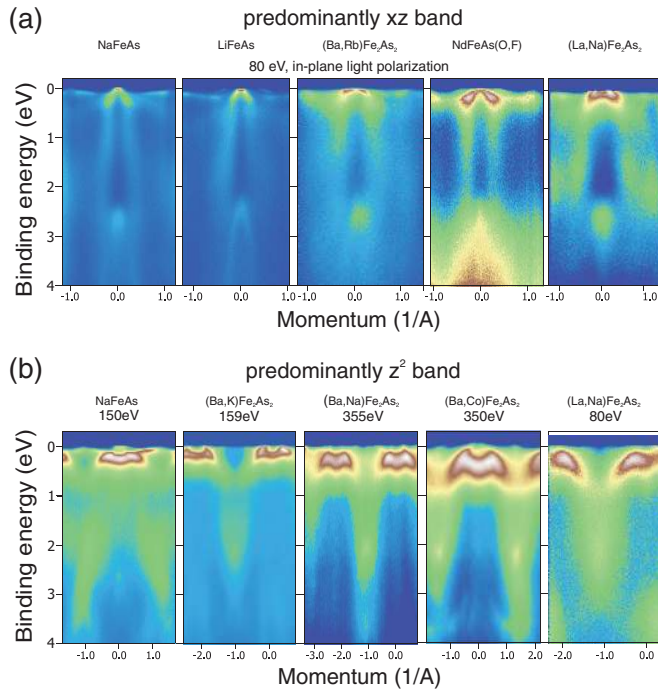 (a) predominantly xz band
NaFeAs LiFeAs (Ba,Rb)Fe₂As₂ NdFeAs(O,F) (La,Na)Fe₂As₂
80 eV, in-plane light polarization
Binding energy (eV)
0
1
2
3
4
-1.0 0.0 1.0 -1.0 0.0 1.0 -1.0 0.0 1.0 -1.0 0.0 1.0 -1.0 0.0 1.0
Momentum (1/A)
(b) predominantly z² band
NaFeAs (Ba,K)Fe₂As₂ (Ba,Na)Fe₂As₂ (Ba,Co)Fe₂As₂ (La,Na)Fe₂As₂
150eV 159eV 355eV 350eV 80eV
Binding energy (eV)
0
1
2
3
4
-1.0 0.0 1.0 -2.0 -1.0 0.0 -3.0 -2.0 -1.0 0.0 -1.0 0.0 1.0 2.0 -2.0 -1.0 0.0
Momentum (1/A)